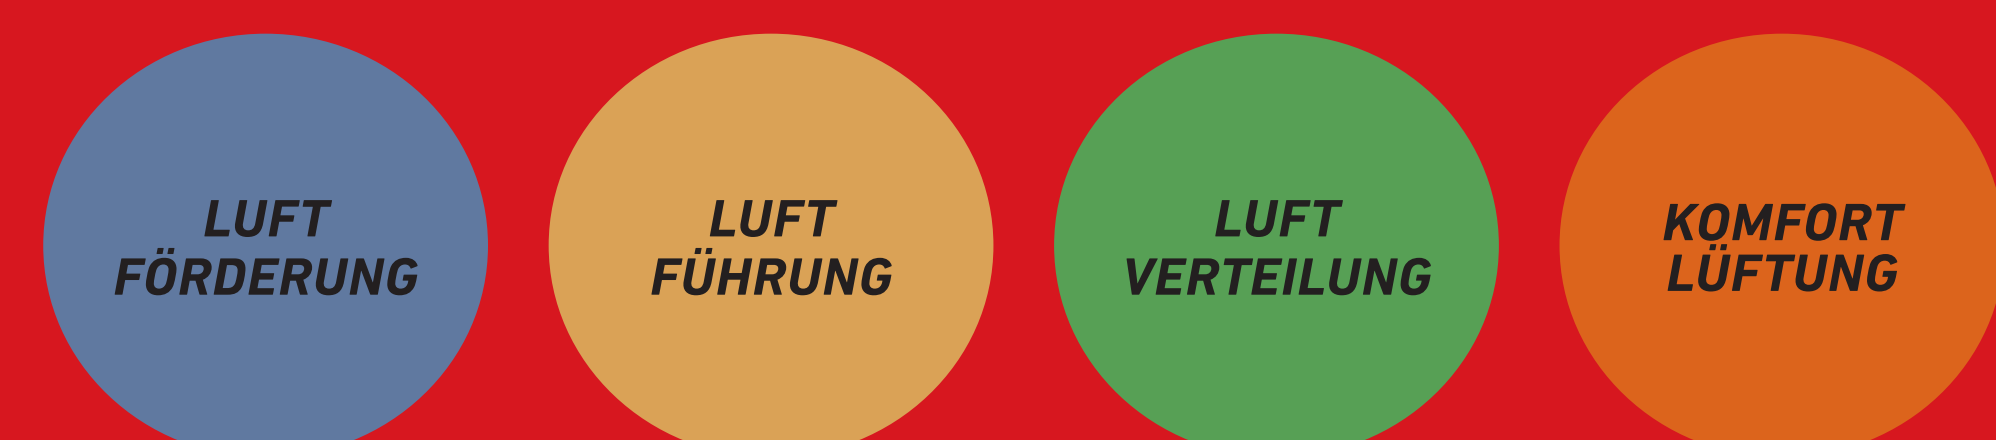 LUFT
FÖRDERUNG
LUFT
FÜHRUNG
LUFT
VERTEILUNG
KOMFORT
LÜFTUNG